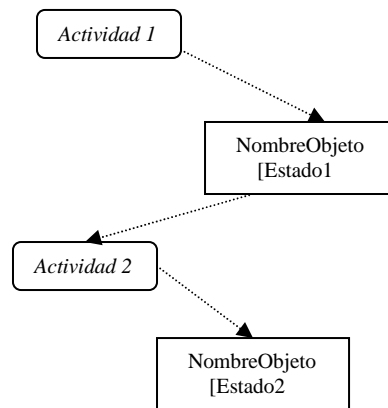 Actividad 1
NombreObjeto
[Estado1
Actividad 2
NombreObjeto
[Estado2